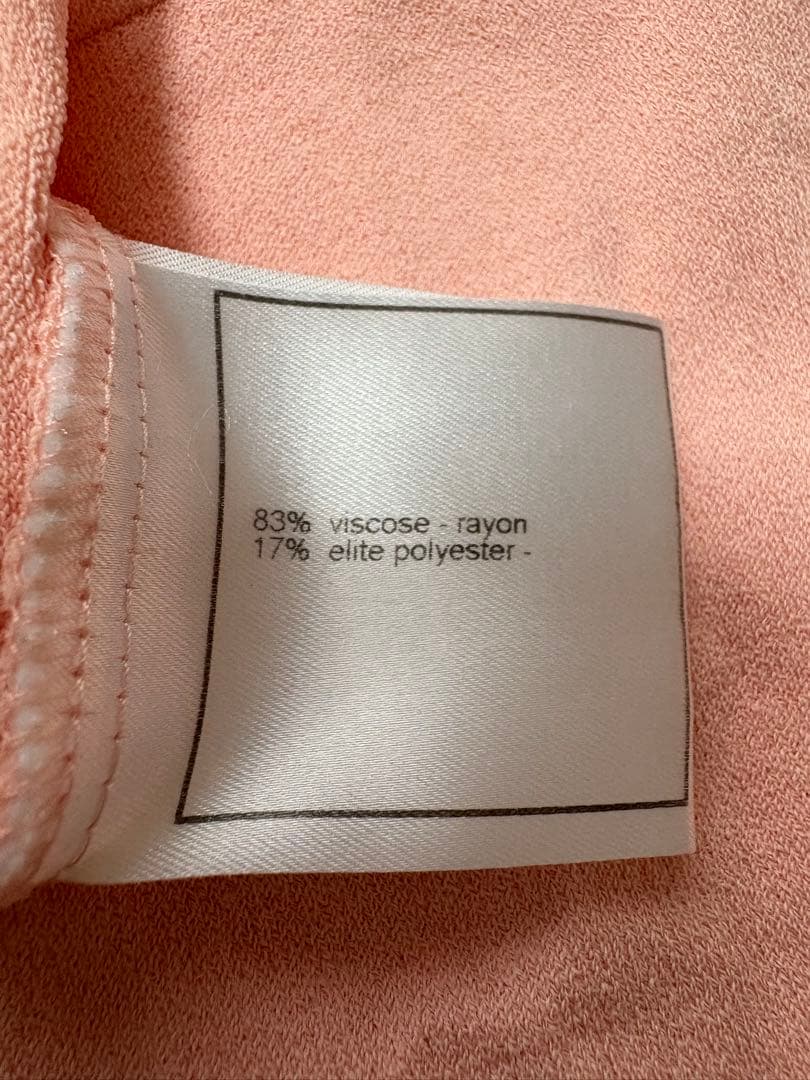 83% viscose - rayon
17% elite polyester -